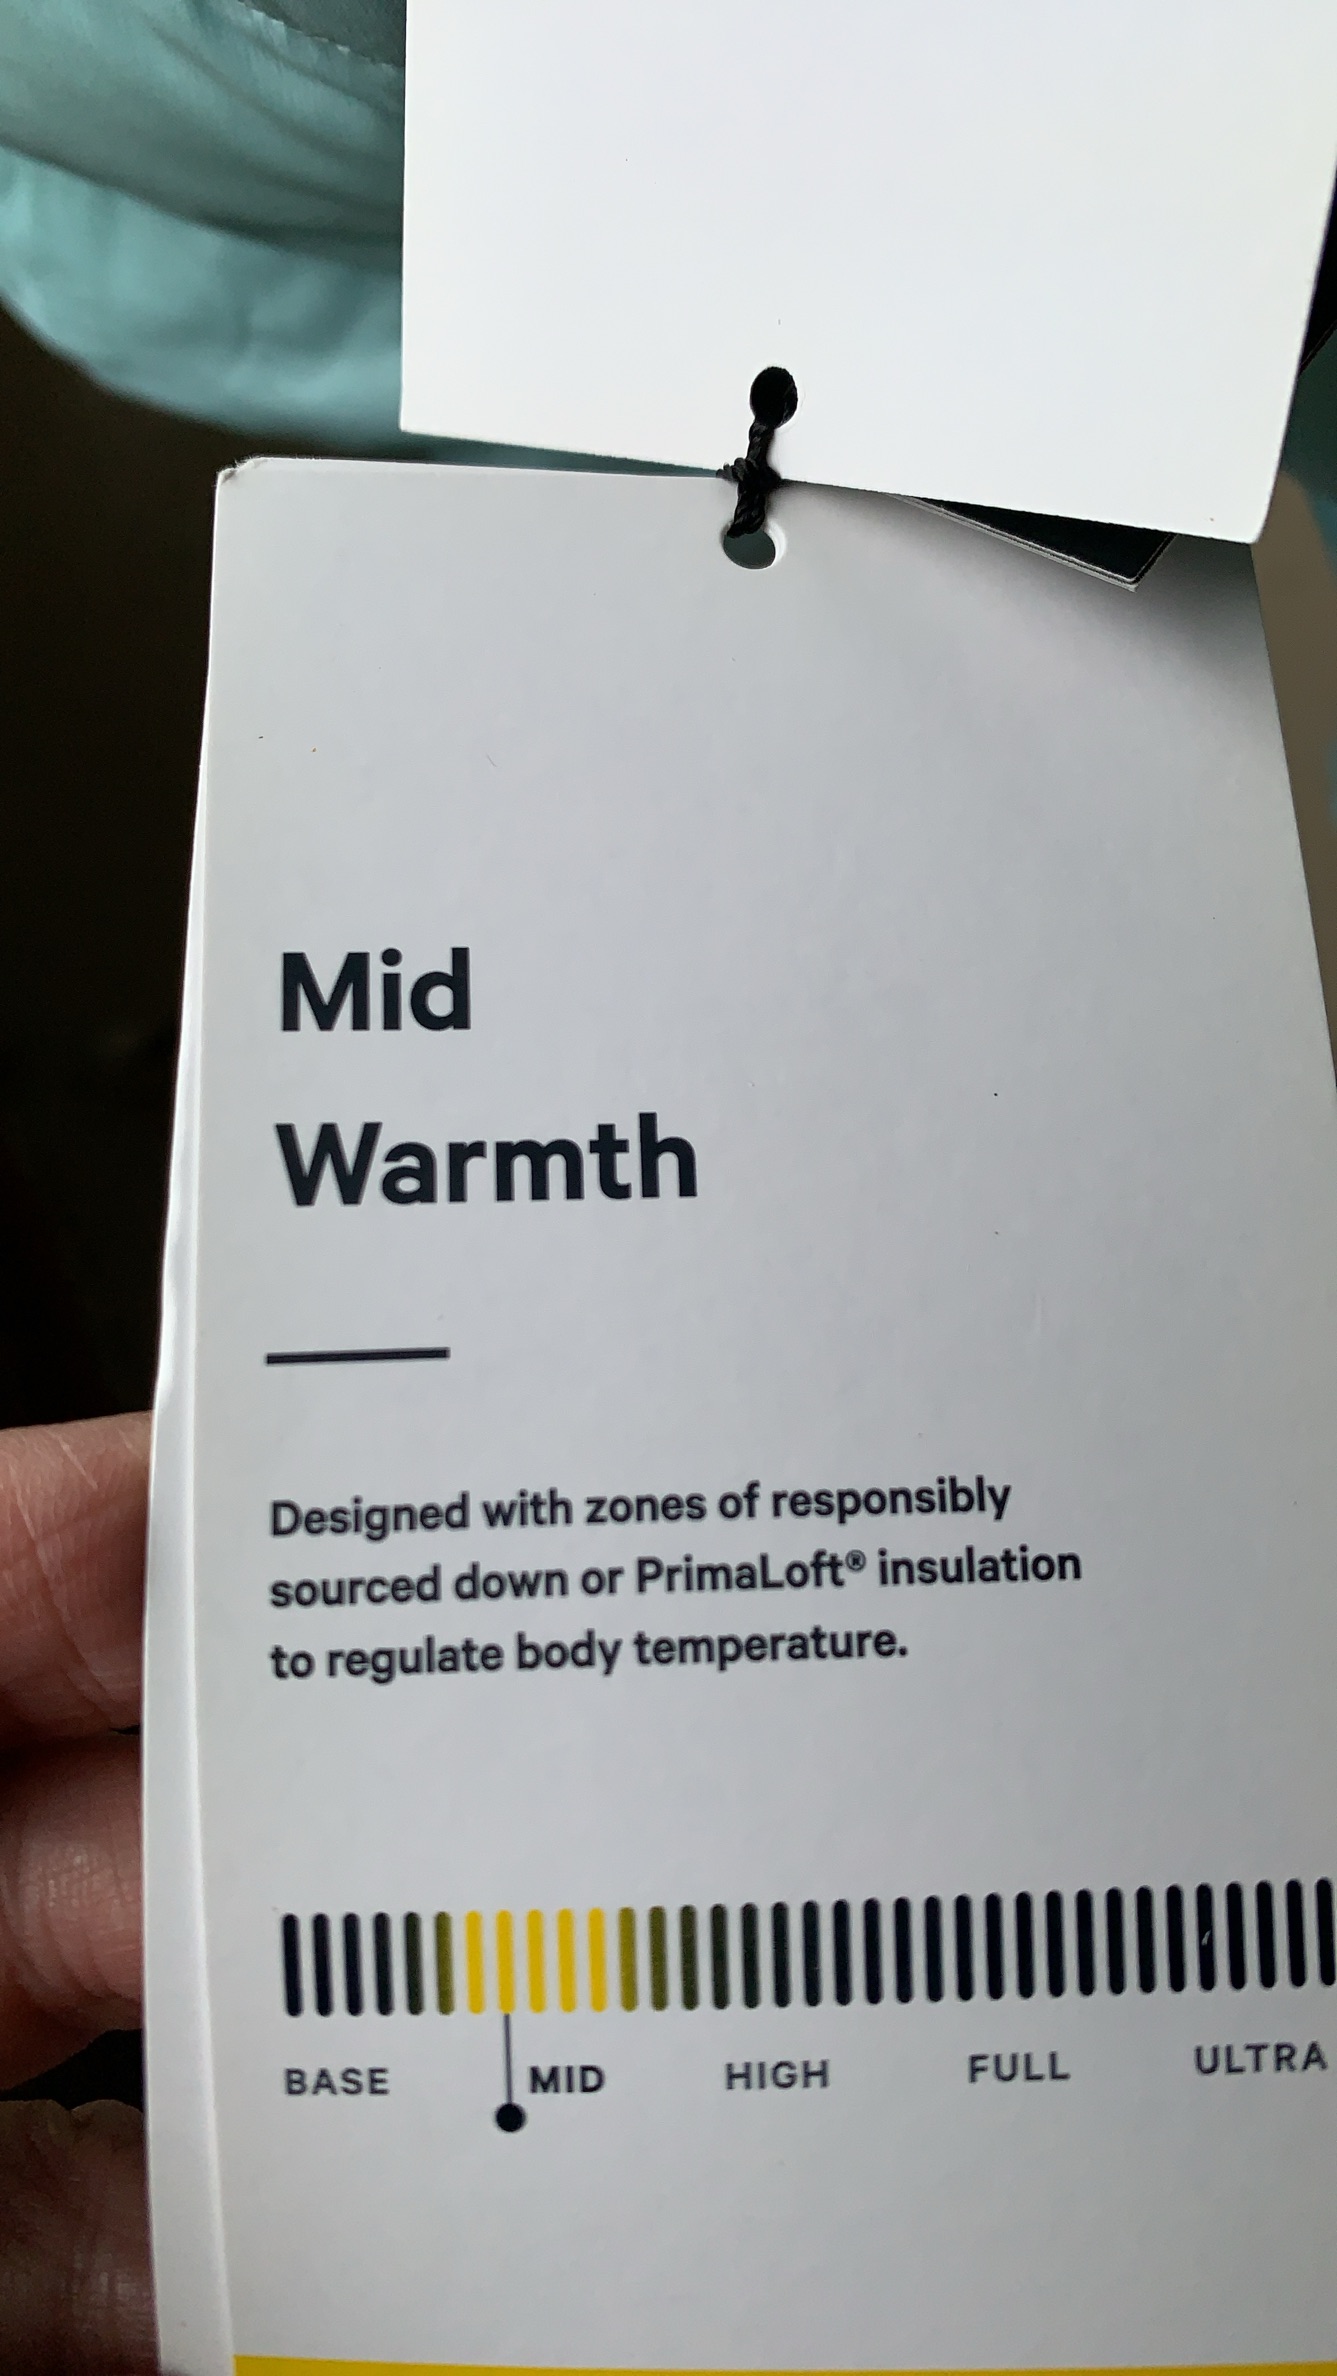 Mid
Warmth
Designed with zones of responsibly
sourced down or PrimaLoft® insulation
to regulate body temperature.
BASE MID HIGH FULL ULTRA